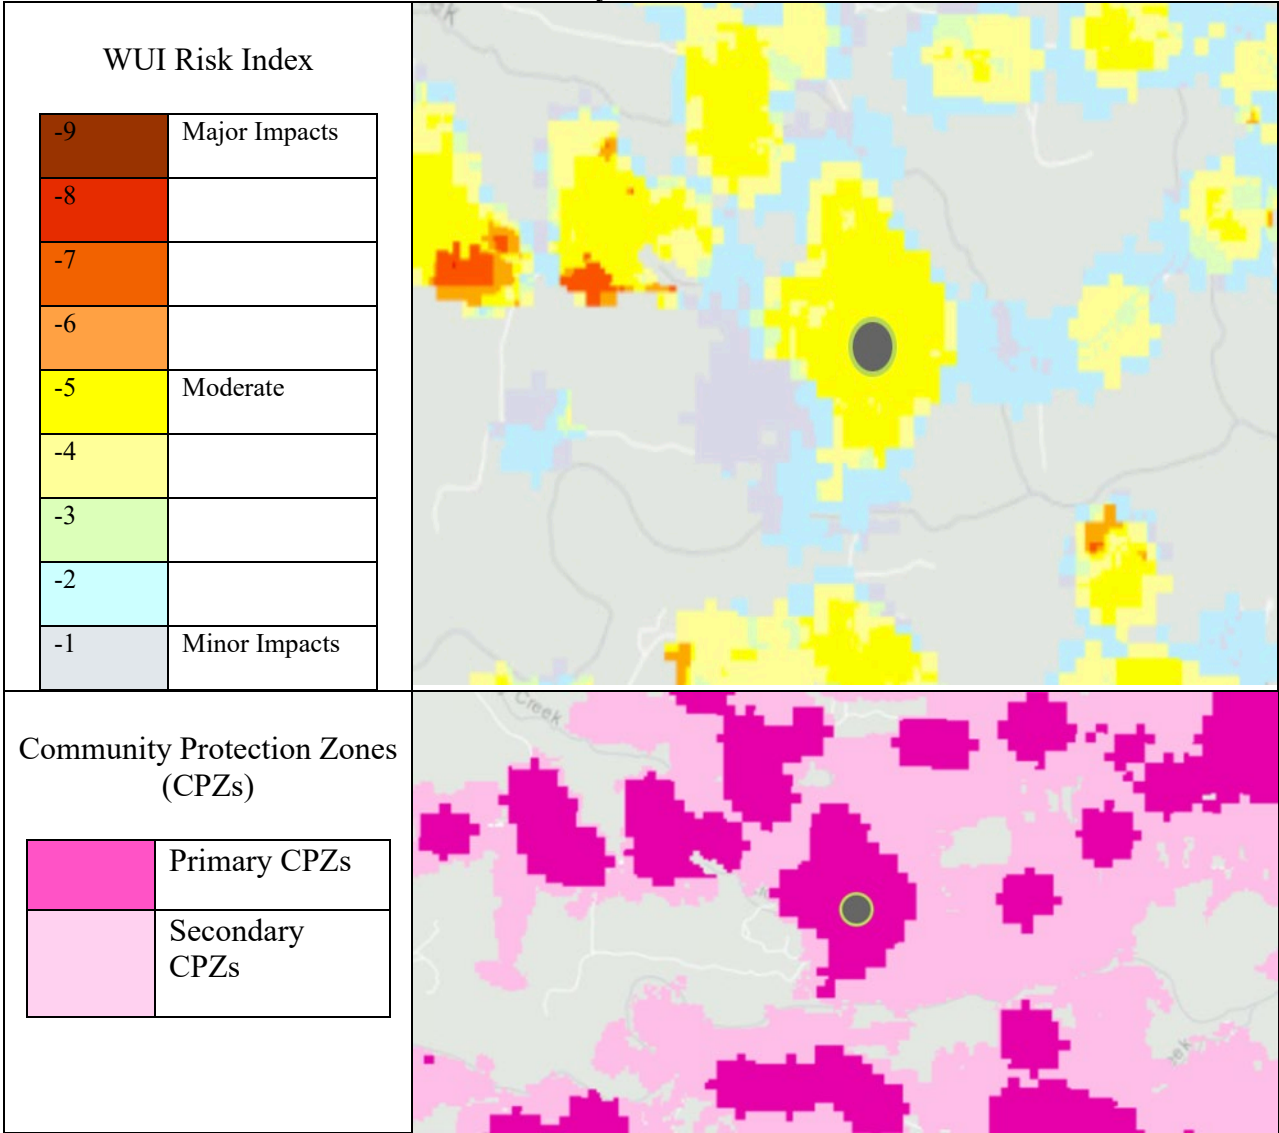 WUI Risk Index
-9 Major Impacts
-8
-7
-6
-5 Moderate
-4
-3
-2
-1 Minor Impacts
Community Protection Zones
(CPZs)
Primary CPZs
Secondary
CPZs
Creek